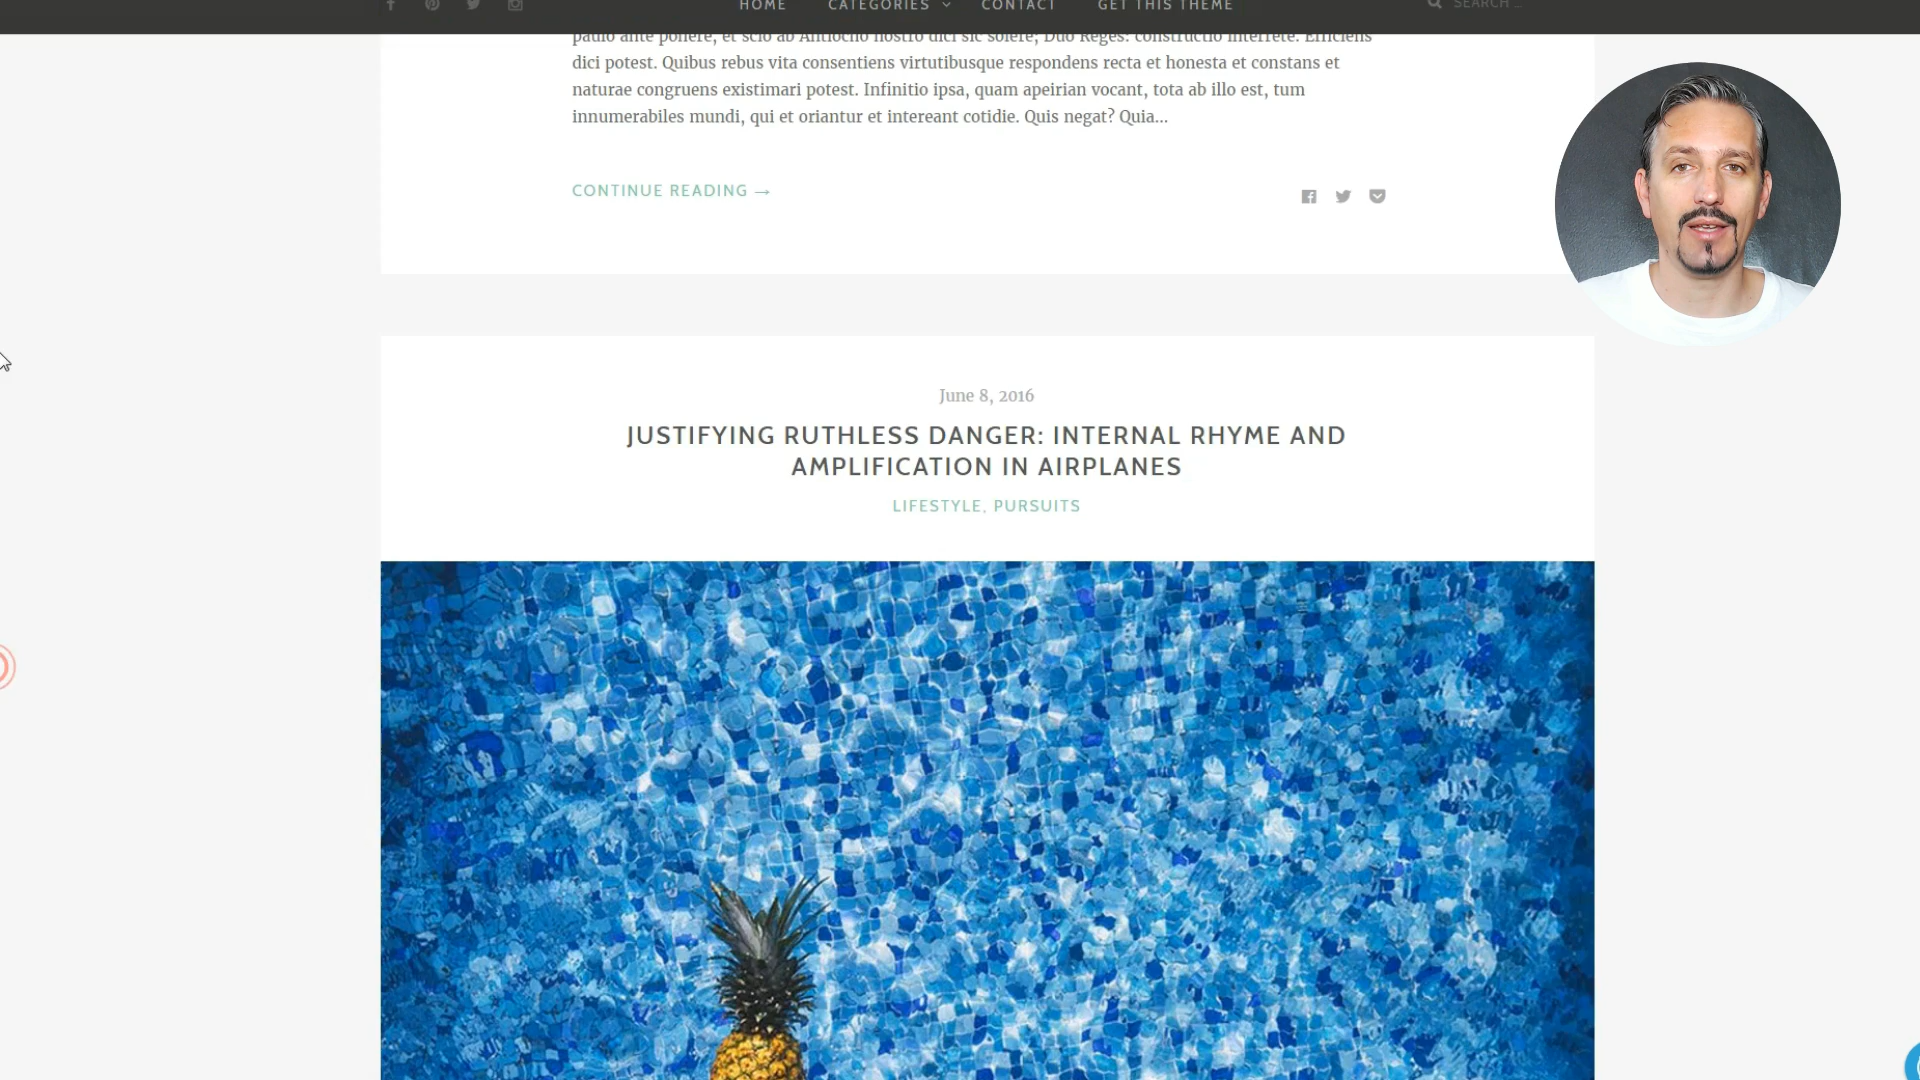 HOME CATEGORIES CONTACT GET THIS THEME SEARCH ...
paulo ante ponere, et scio ab Antiocho nostro dici sic solere; Duo Reges: constructio interrete. Efficiens
dici potest. Quibus rebus vita consentiens virtutibusque respondens recta et honesta et constans et
naturae congruens existimari potest. Infinitio ipsa, quam apeirian vocant, tota ab illo est, tum
innumerabiles mundi, qui et oriantur et intereant cotidie. Quis negat? Quia...
CONTINUE READING →
June 8, 2016
JUSTIFYING RUTHLESS DANGER: INTERNAL RHYME AND
AMPLIFICATION IN AIRPLANES
LIFESTYLE, PURSUITS